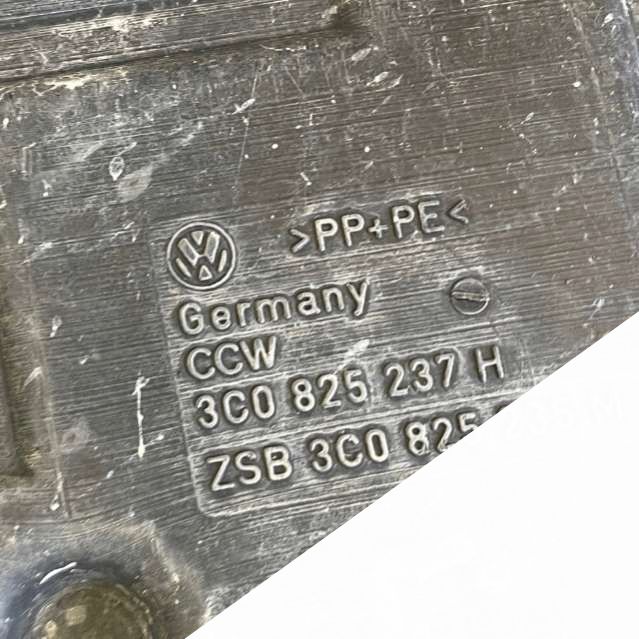 >PP+PE<
Germany
CCW
3C0 825 237 H
ZSB 3C0 825